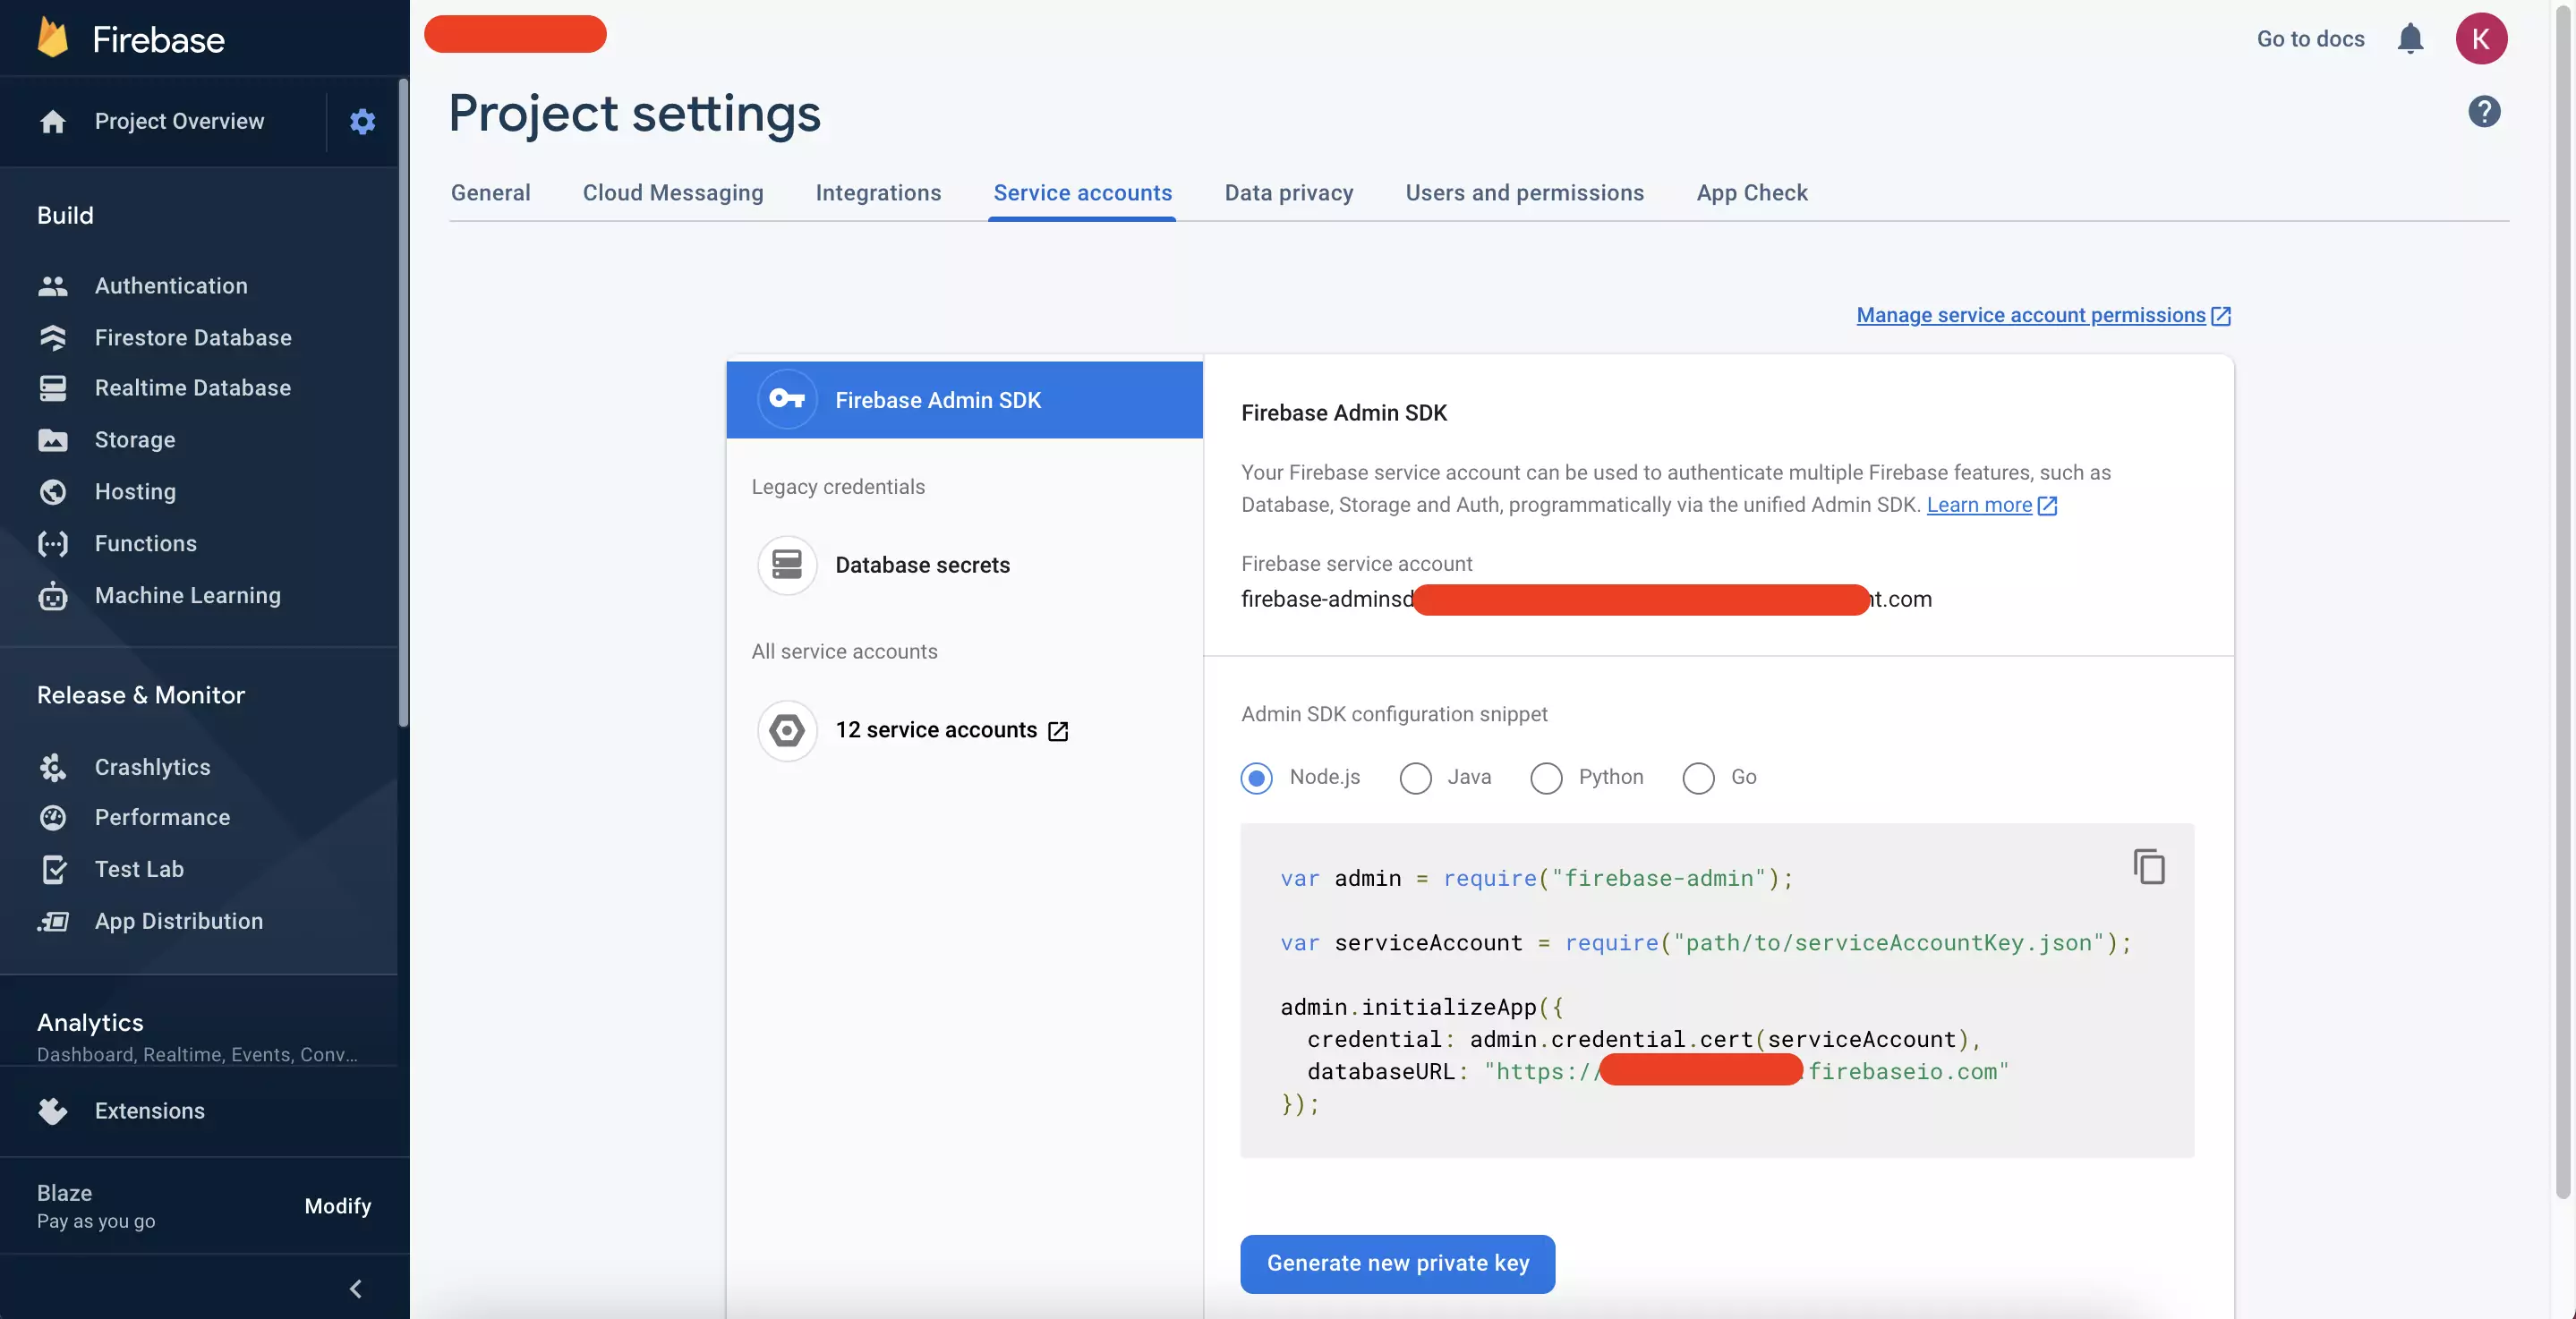 Firebase
Project Overview
Build
Authentication
Firestore Database
Realtime Database
Storage
Hosting
Functions
Machine Learning
Release & Monitor
Crashlytics
Performance
Test Lab
App Distribution
Analytics
Dashboard, Realtime, Events, Conv...
Extensions
Blaze
Pay as you go
Modify
Go to docs
K
Project settings
?
General Cloud Messaging Integrations Service accounts Data privacy Users and permissions App Check
Manage service account permissions
Firebase Admin SDK
Legacy credentials
Database secrets
All service accounts
12 service accounts
Firebase Admin SDK
Your Firebase service account can be used to authenticate multiple Firebase features, such as
Database, Storage and Auth, programmatically via the unified Admin SDK. Learn more
Firebase service account
firebase-adminsd t.com
Admin SDK configuration snippet
Node.js Java Python Go
var admin = require("firebase-admin");
var serviceAccount = require("path/to/serviceAccountKey.json");
admin.initializeApp({
credential: admin.credential.cert(serviceAccount),
databaseURL: "https:// .firebaseio.com"
});
Generate new private key